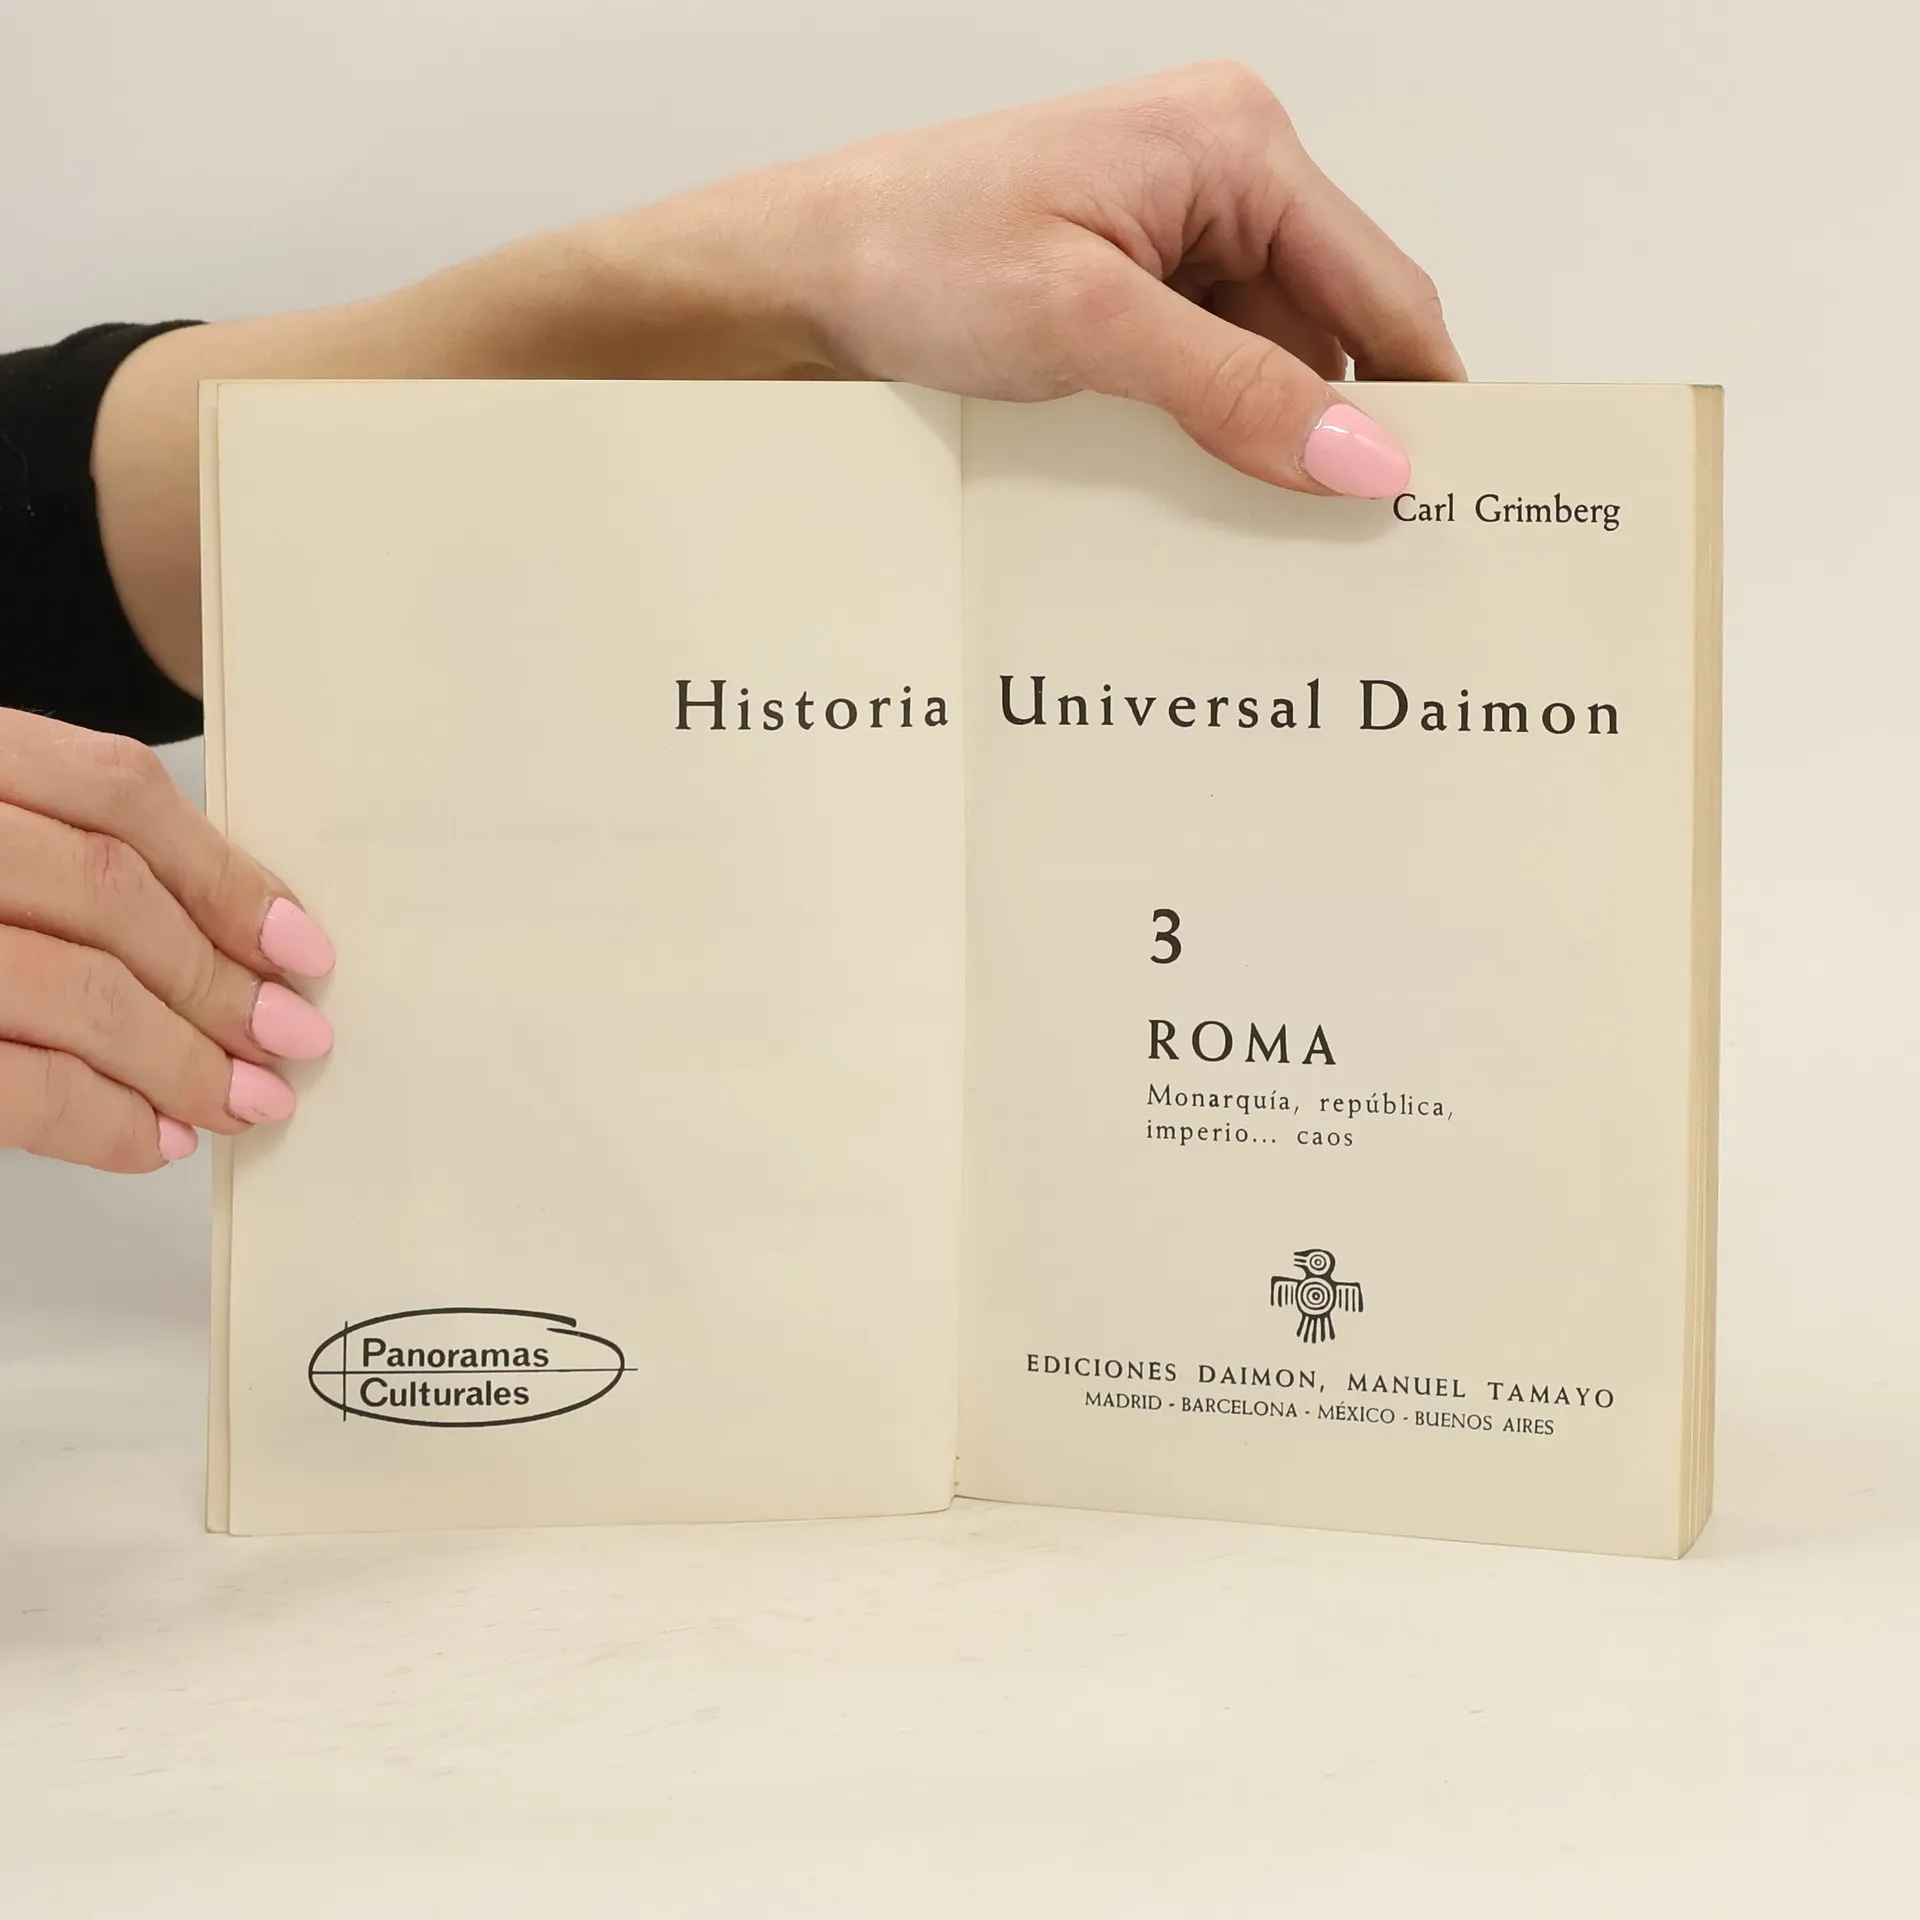 Carl Grimberg
Historia Universal Daimon
3
ROMA
Monarquía, república,
imperio... caos
Panoramas
Culturales
EDICIONES DAIMON, MANUEL TAMAYO
MADRID - BARCELONA - MÉXICO - BUENOS AIRES